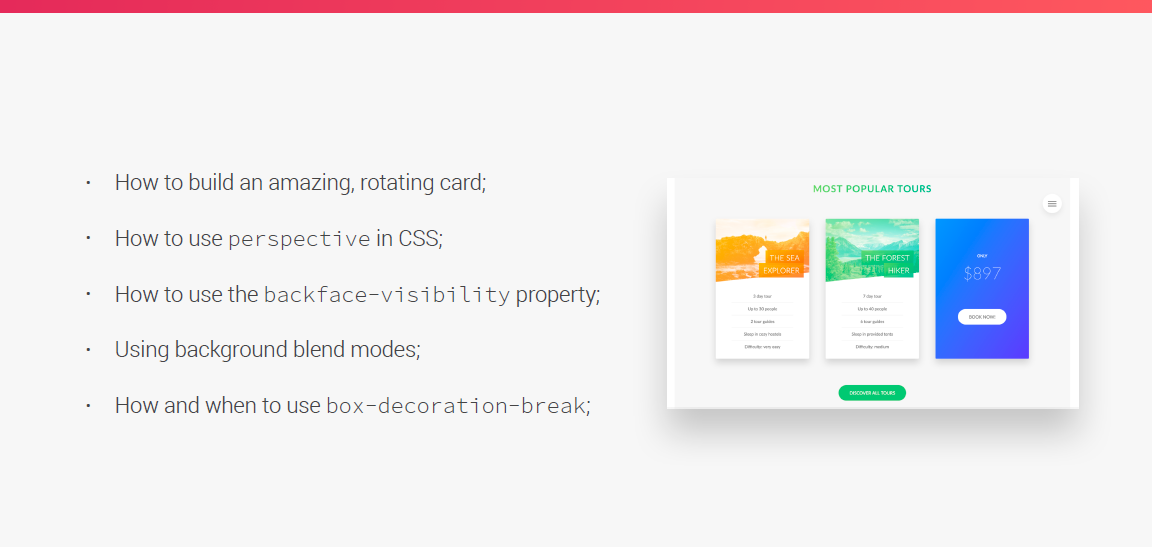 · How to build an amazing, rotating card;
· How to use perspective in CSS;
· How to use the backface-visibility property;
· Using background blend modes;
· How and when to use box-decoration-break;
MOST POPULAR TOURS
THE SEA
EXPLORER
3 day tour
Up to 30 people
2 tour guides
Sleep in cozy hostels
Difficulty: very easy
THE FOREST
HIKER
7 day tour
Up to 40 people
6 tour guides
Sleep in provided tents
Difficulty: medium
ONLY
$897
BOOK NOW!
DISCOVER ALL TOURS